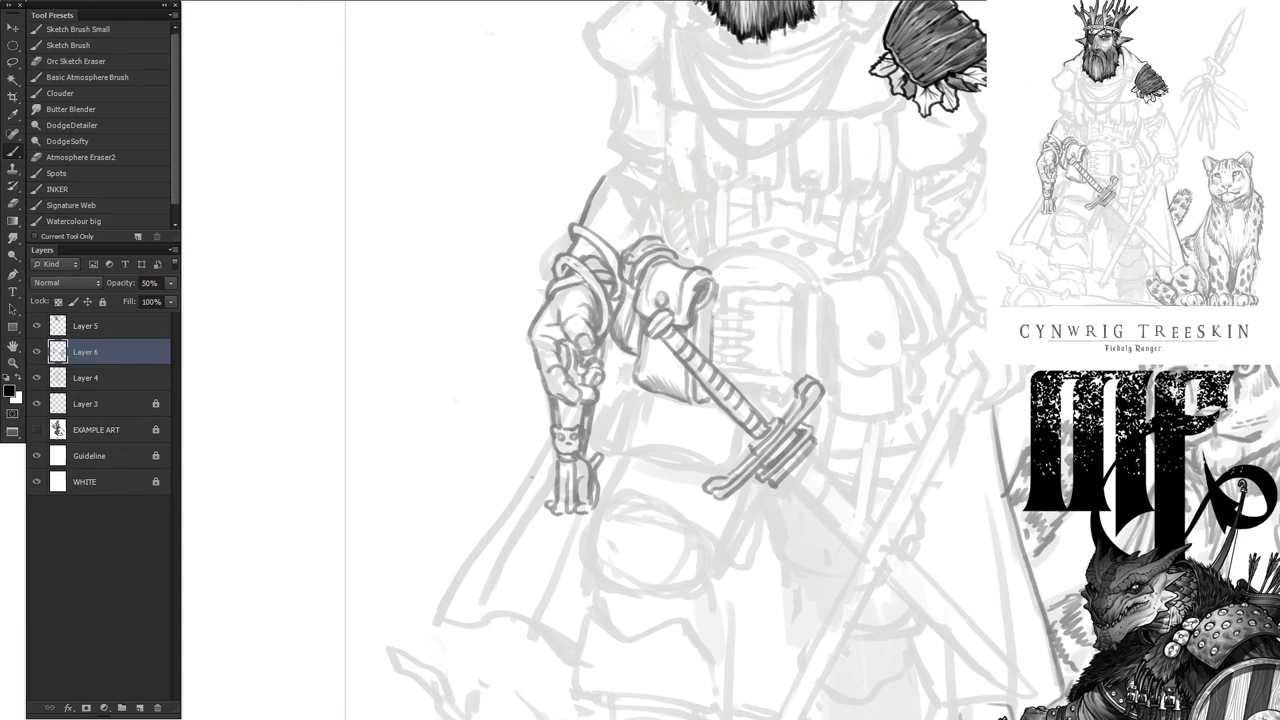 Tool Presets
Sketch Brush Small
Sketch Brush
Orc Sketch Eraser
Basic Atmosphere Brush
Clouder
Butter Blender
DodgeDetailer
DodgeSofty
Atmosphere Eraser2
Spots
INKER
Signature Web
Watercolour big
Current Tool Only
Layers
Kind
Normal
Opacity: 50%
Lock:
Fill: 100%
Layer 5
Layer 6
Layer 4
Layer 3
EXAMPLE ART
Guideline
WHITE
CYNWRIG TREESKIN
Firbolg Ranger